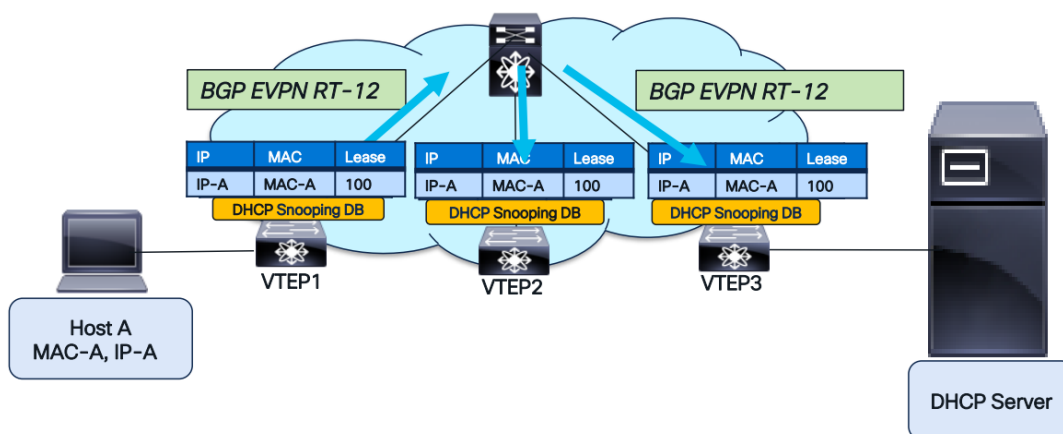 BGP EVPN RT-12
BGP EVPN RT-12
IP MAC Lease
IP-A MAC-A 100
DHCP Snooping DB
IP MAC Lease
IP-A MAC-A 100
DHCP Snooping DB
IP MAC Lease
IP-A MAC-A 100
DHCP Snooping DB
VTEP1
VTEP2
VTEP3
Host A
MAC-A, IP-A
DHCP Server